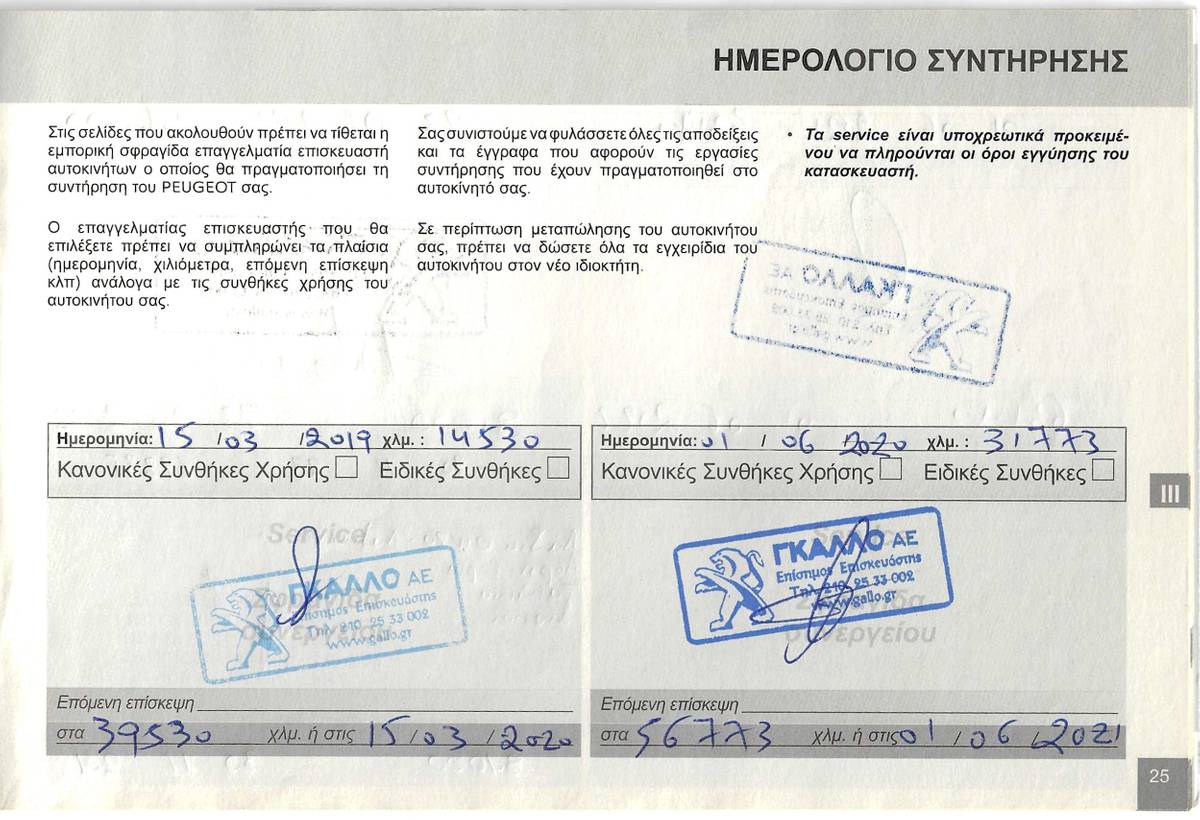 ΗΜΕΡΟΛΟΓΙΟ ΣΥΝΤΗΡΗΣΗΣ
Στις σελίδες που ακολουθούν πρέπει να τίθεται η
εμπορική σφραγίδα επαγγελματία επισκευαστή
αυτοκινήτων ο οποίος θα πραγματοποιήσει τη
συντήρηση του PEUGEOT σας.
Ο επαγγελματίας επισκευαστής που θα
επιλέξετε πρέπει να συμπληρώνει τα πλαίσια
(ημερομηνία, χιλιόμετρα, επόμενη επίσκεψη
κλπ) ανάλογα με τις συνθήκες χρήσης του
αυτοκινήτου σας.
Σας συνιστούμε να φυλάσσετε όλες τις αποδείξεις
και τα έγγραφα που αφορούν τις εργασίες
συντήρησης που έχουν πραγματοποιηθεί στο
αυτοκίνητό σας.
Σε περίπτωση μεταπώλησης του αυτοκινήτου
σας, πρέπει να δώσετε όλα τα εγχειρίδια του
αυτοκινήτου στον νέο ιδιοκτήτη.
• Τα service είναι υποχρεωτικά προκειμέ-
νου να πληρούνται οι όροι εγγύησης του
κατασκευαστή.
Ημερομηνία: 15 /03 /2019 χλμ. : 14530
Κανονικές Συνθήκες Χρήσης Ειδικές Συνθήκες
Service
Σφραγίδα
συνεργείου
ΓΚΑΛΛΟ ΑΕ
Επίσημος Επισκευάστης
Τηλ. 210 25 33 002
www.gallo.gr
Επόμενη επίσκεψη
στα 39530 χλμ. ή στις 15 /03 /2020
Ημερομηνία: 01 / 06 /2020 χλμ. : 31773
Κανονικές Συνθήκες Χρήσης Ειδικές Συνθήκες
Service
Σφραγίδα
συνεργείου
ΓΚΑΛΛΟ ΑΕ
Επίσημος Επισκευάστης
Τηλ. 210 25 33 002
www.gallo.gr
Επόμενη επίσκεψη
στα 56773 χλμ. ή στις 01 / 06 /2021
III
25